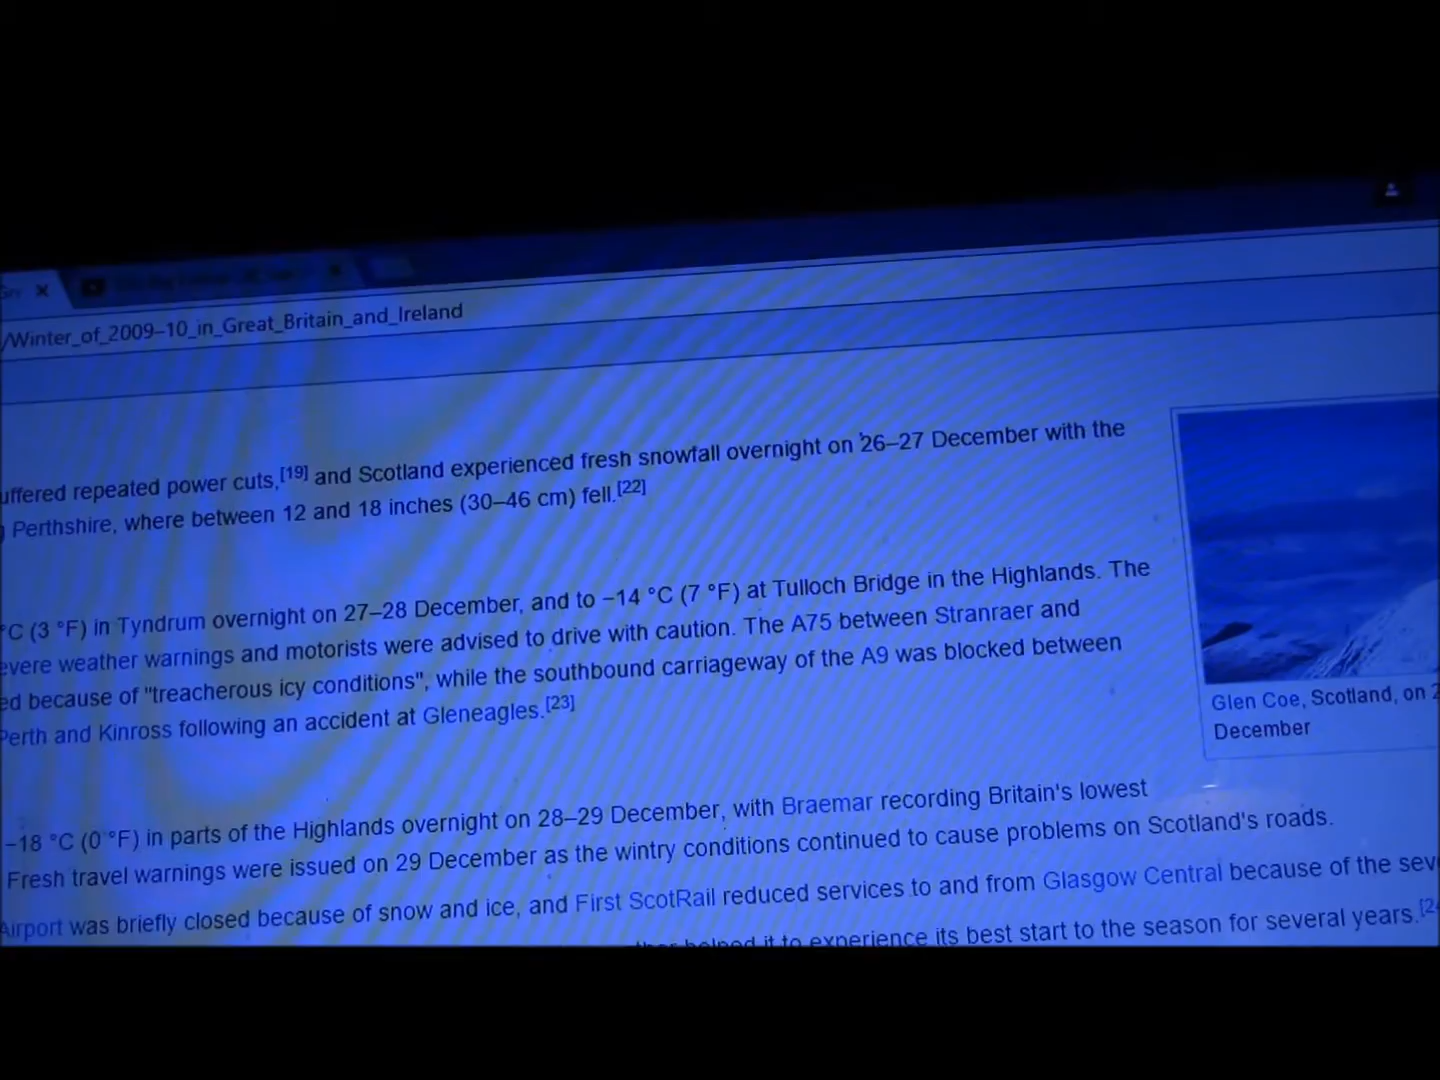 /Winter_of_2009–10_in_Great_Britain_and_Ireland
uffered repeated power cuts,[19] and Scotland experienced fresh snowfall overnight on 26–27 December with the
Perthshire, where between 12 and 18 inches (30–46 cm) fell.[22]
°C (3 °F) in Tyndrum overnight on 27–28 December, and to −14 °C (7 °F) at Tulloch Bridge in the Highlands. The
evere weather warnings and motorists were advised to drive with caution. The A75 between Stranraer and
ed because of "treacherous icy conditions", while the southbound carriageway of the A9 was blocked between
Perth and Kinross following an accident at Gleneagles.[23]
Glen Coe, Scotland, on 2
December
−18 °C (0 °F) in parts of the Highlands overnight on 28–29 December, with Braemar recording Britain's lowest
Fresh travel warnings were issued on 29 December as the wintry conditions continued to cause problems on Scotland's roads.
Airport was briefly closed because of snow and ice, and First ScotRail reduced services to and from Glasgow Central because of the sev
helped it to experience its best start to the season for several years.[24